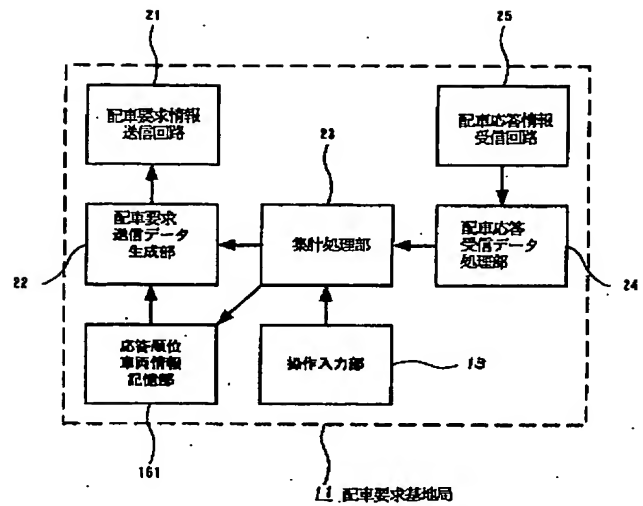 21
25
配車要求情報
送信回路
配車応答情報
受信回路
23
配車要求
送信データ
生成部
集計処理部
配車応答
受信データ
処理部
22
24
応答順位
車両情報
記憶部
操作入力部
13
161
11 配車要求基地局